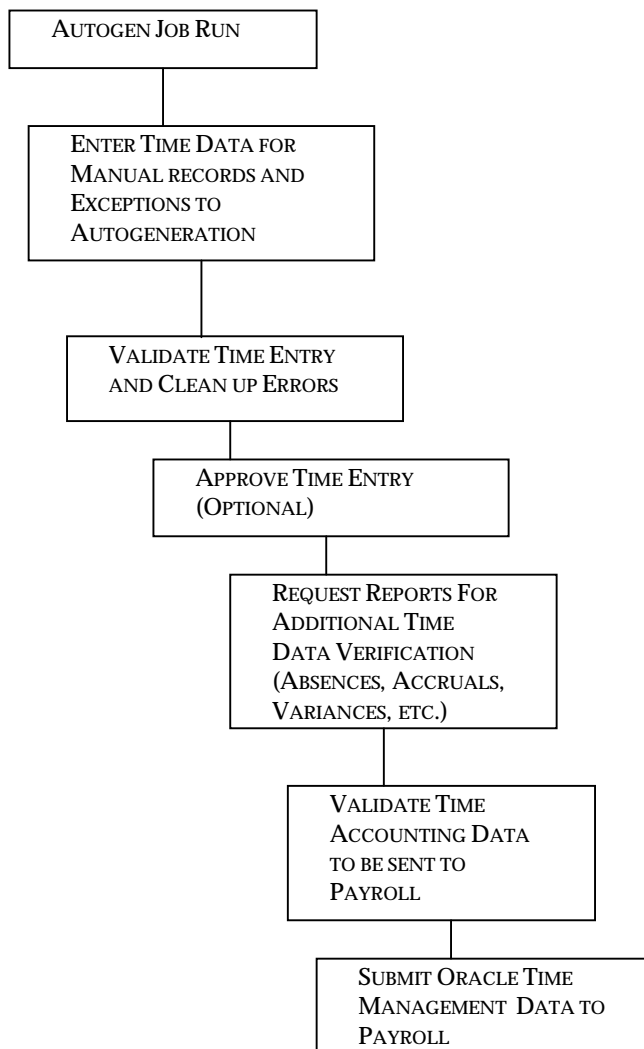 AUTOGEN JOB RUN
ENTER TIME DATA FOR
MANUAL RECORDS AND
EXCEPTIONS TO
AUTOGENERATION
VALIDATE TIME ENTRY
AND CLEAN UP ERRORS
APPROVE TIME ENTRY
(OPTIONAL)
REQUEST REPORTS FOR
ADDITIONAL TIME
DATA VERIFICATION
(ABSENCES, ACCRUALS,
VARIANCES, ETC.)
VALIDATE TIME
ACCOUNTING DATA
TO BE SENT TO
PAYROLL
SUBMIT ORACLE TIME
MANAGEMENT DATA TO
PAYROLL